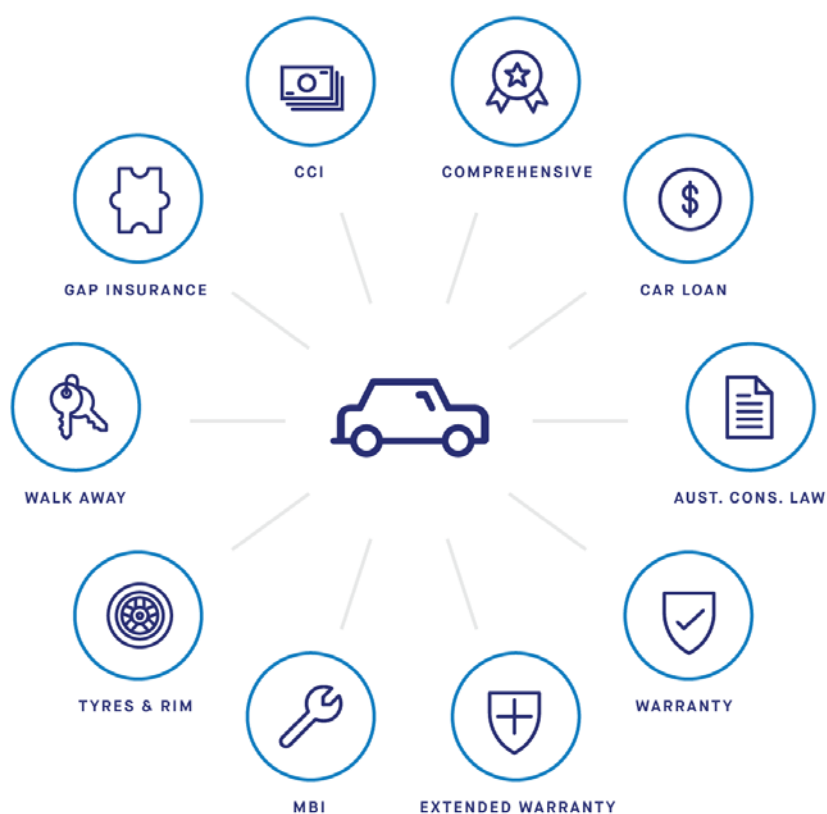 CCI
COMPREHENSIVE
GAP INSURANCE
CAR LOAN
WALK AWAY
AUST. CONS. LAW
TYRES & RIM
WARRANTY
MBI
EXTENDED WARRANTY